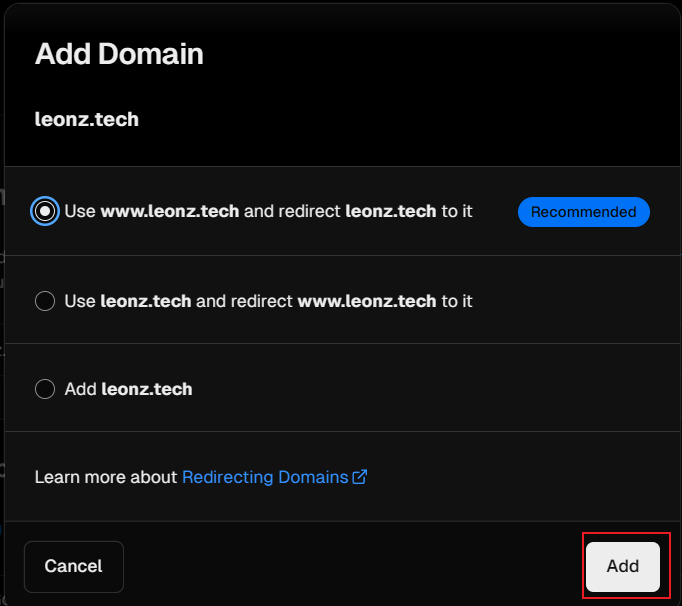 Add Domain
leonz.tech
Use www.leonz.tech and redirect leonz.tech to it
Recommended
Use leonz.tech and redirect www.leonz.tech to it
Add leonz.tech
Learn more about Redirecting Domains
Cancel
Add